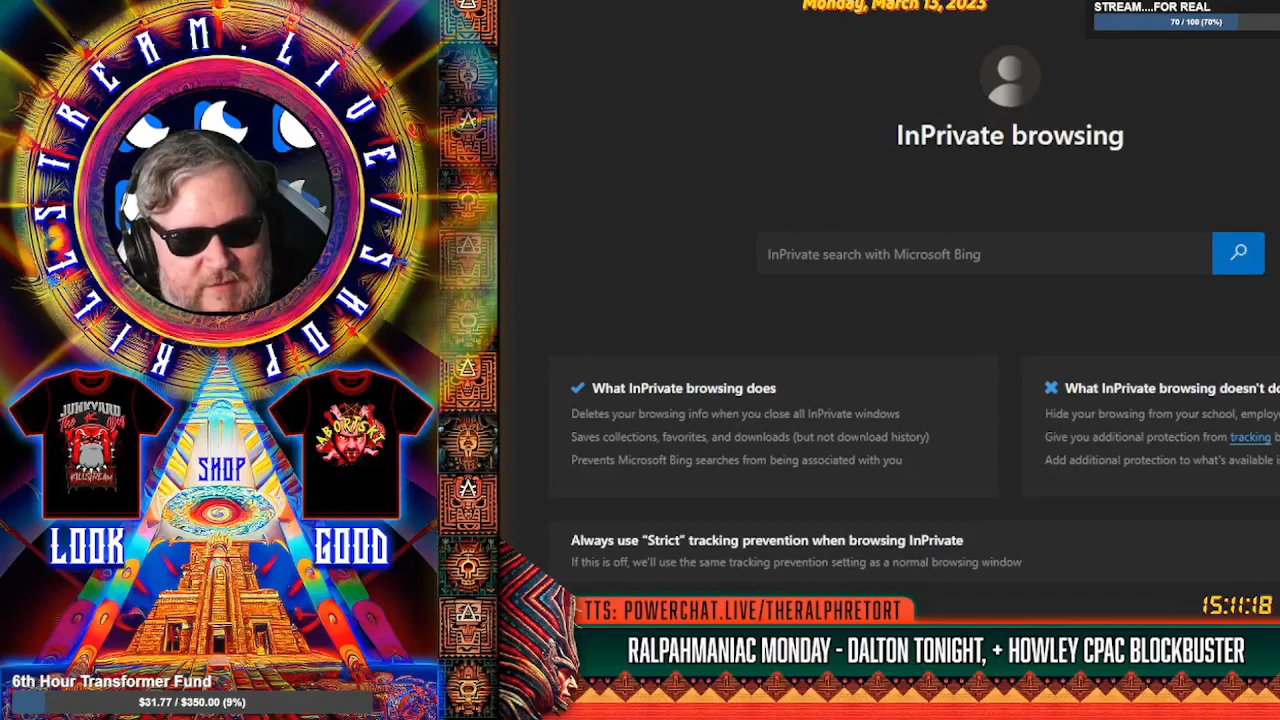 KILLSTREAM.LIVE/SHOP
JUNKYARD
KILLSTREAM
SHOP
LOOK
GOOD
6th Hour Transformer Fund
$31.77 / $350.00 (9%)
Monday, March 13, 2023
STREAM....FOR REAL
70 / 100 (70%)
InPrivate browsing
InPrivate search with Microsoft Bing
What InPrivate browsing does
Deletes your browsing info when you close all InPrivate windows
Saves collections, favorites, and downloads (but not download history)
Prevents Microsoft Bing searches from being associated with you
What InPrivate browsing doesn't do
Hide your browsing from your school, employe
Give you additional protection from tracking b
Add additional protection to what's available i
Always use “Strict” tracking prevention when browsing InPrivate
If this is off, we'll use the same tracking prevention setting as a normal browsing window
TTS: POWERCHAT.LIVE/THERALPHRETORT
15:11:18
RALPAHMANIAC MONDAY - DALTON TONIGHT, + HOWLEY CPAC BLOCKBUSTER